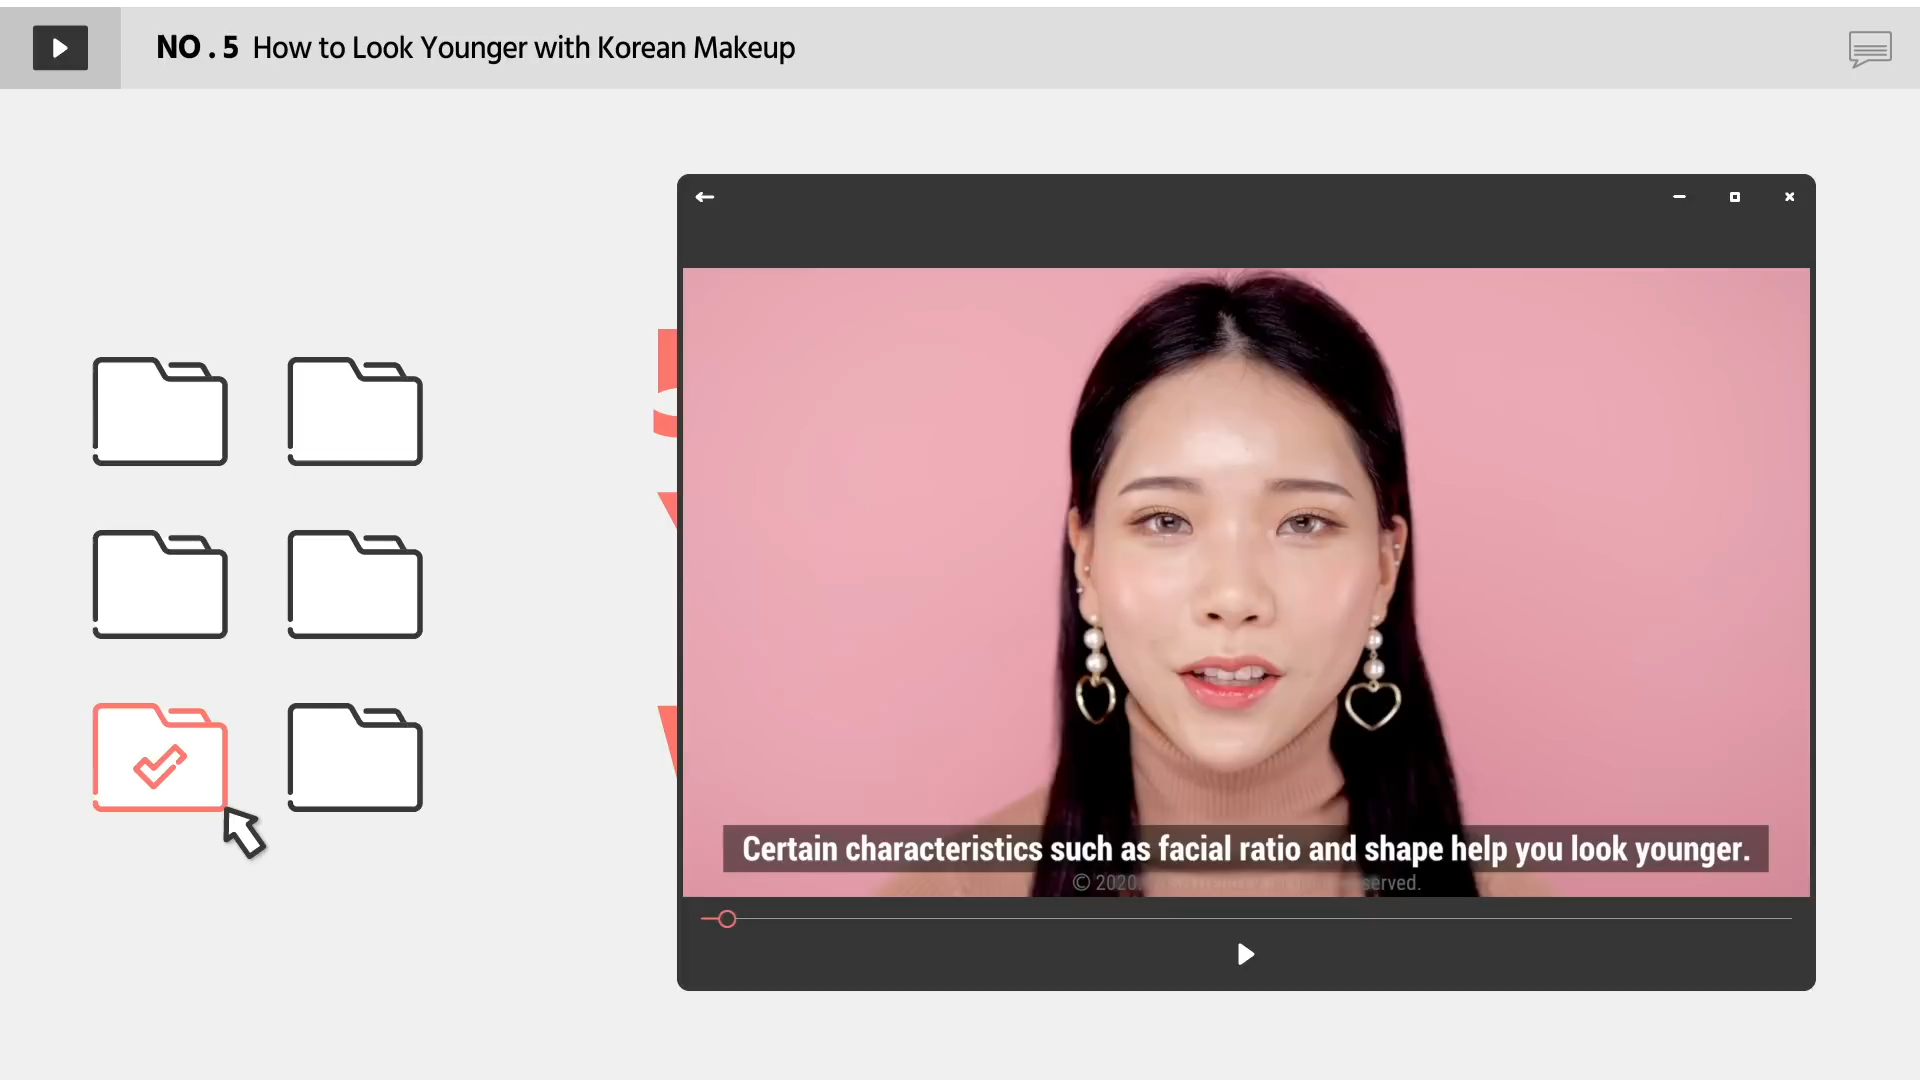 NO . 5 How to Look Younger with Korean Makeup
Certain characteristics such as facial ratio and shape help you look younger.
© 2020.